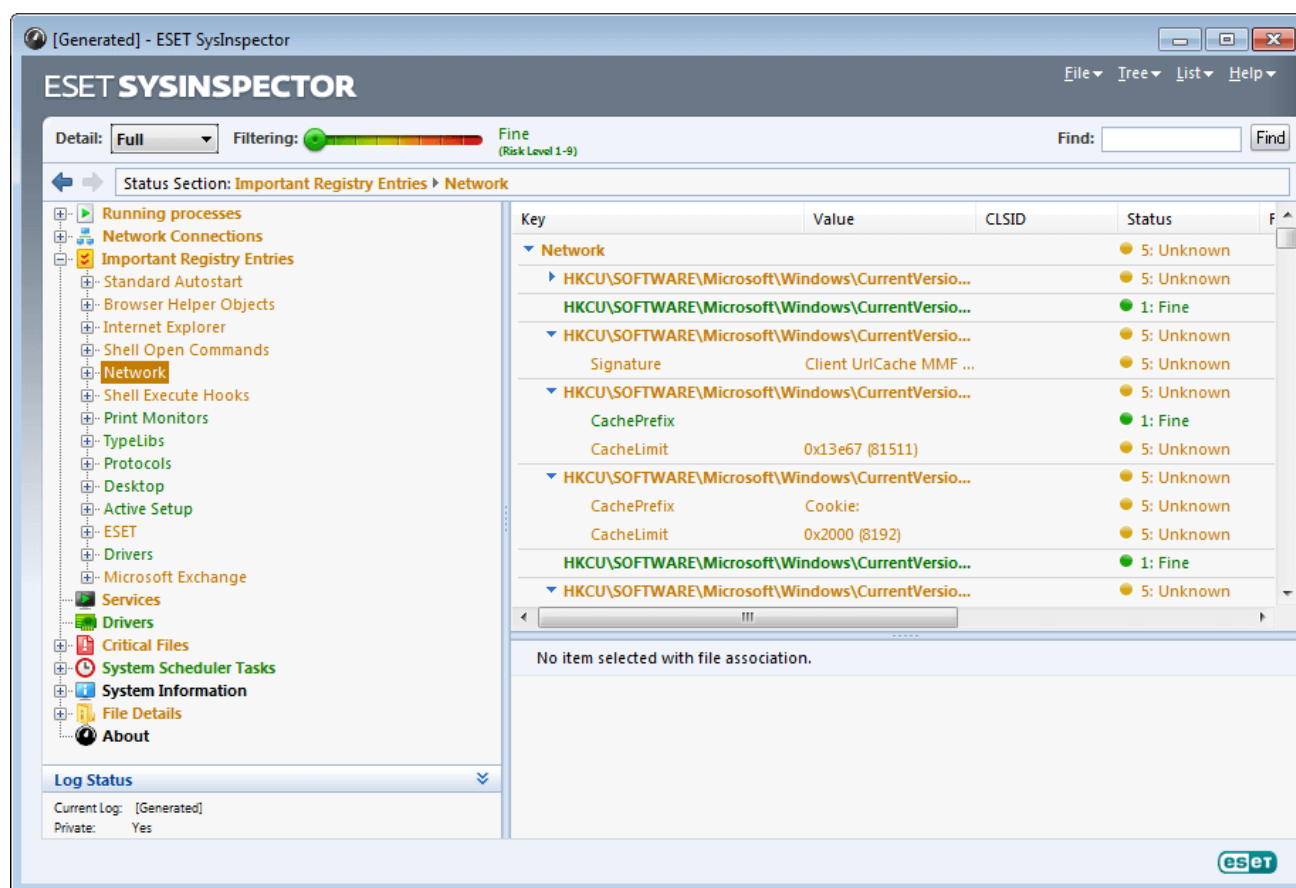 [Generated] - ESET SysInspector
ESET SYSINSPECTOR
File Tree List Help
Detail: Full Filtering: Fine Find: Find
(Risk Level 1-9)
Status Section: Important Registry Entries Network
Running processes
Network Connections
Important Registry Entries
Standard Autostart
Browser Helper Objects
Internet Explorer
Shell Open Commands
Network
Shell Execute Hooks
Print Monitors
TypeLibs
Protocols
Desktop
Active Setup
ESET
Drivers
Microsoft Exchange
Services
Drivers
Critical Files
System Scheduler Tasks
System Information
File Details
About
Log Status
Current Log: [Generated]
Private: Yes
Key Value CLSID Status F
Network 5: Unknown
HKCU\SOFTWARE\Microsoft\Windows\CurrentVersio... 5: Unknown
HKCU\SOFTWARE\Microsoft\Windows\CurrentVersio... 1: Fine
HKCU\SOFTWARE\Microsoft\Windows\CurrentVersio... 5: Unknown
Signature Client UrlCache MMF ... 5: Unknown
HKCU\SOFTWARE\Microsoft\Windows\CurrentVersio... 5: Unknown
CachePrefix 1: Fine
CacheLimit 0x13e67 (81511) 5: Unknown
HKCU\SOFTWARE\Microsoft\Windows\CurrentVersio... 5: Unknown
CachePrefix Cookie: 5: Unknown
CacheLimit 0x2000 (8192) 5: Unknown
HKCU\SOFTWARE\Microsoft\Windows\CurrentVersio... 1: Fine
HKCU\SOFTWARE\Microsoft\Windows\CurrentVersio... 5: Unknown
No item selected with file association.
eset